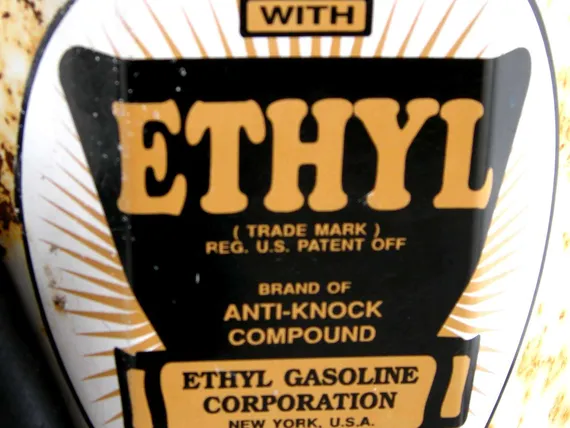 WITH
ETHYL
( TRADE MARK )
REG. U.S. PATENT OFF
BRAND OF
ANTI-KNOCK
COMPOUND
ETHYL GASOLINE
CORPORATION
NEW YORK, U.S.A.